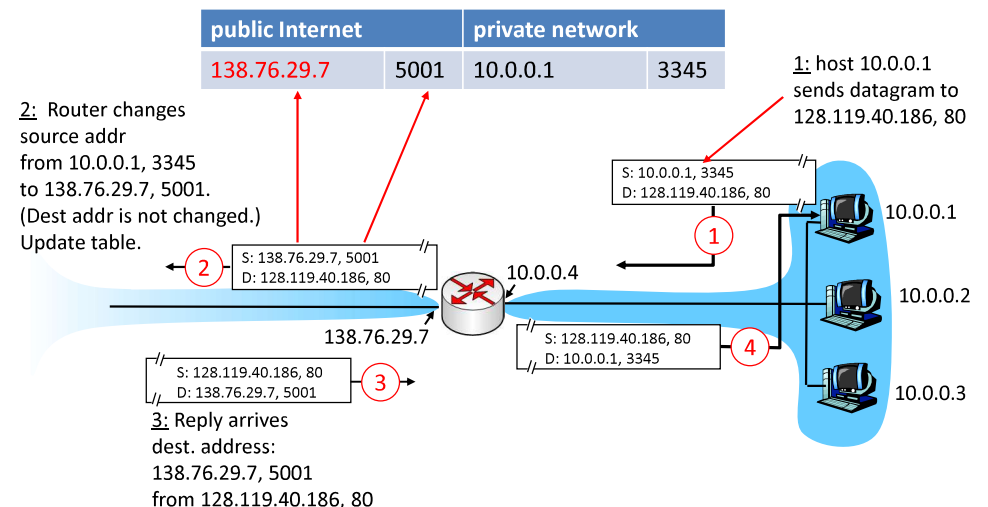 public Internet private network
138.76.29.7 5001 10.0.0.1 3345
1: host 10.0.0.1
sends datagram to
128.119.40.186, 80
2: Router changes
source addr
from 10.0.0.1, 3345
to 138.76.29.7, 5001.
(Dest addr is not changed.)
Update table.
S: 10.0.0.1, 3345
D: 128.119.40.186, 80
1
10.0.0.1
S: 138.76.29.7, 5001
D: 128.119.40.186, 80
2
10.0.0.4
10.0.0.2
138.76.29.7
S: 128.119.40.186, 80
D: 10.0.0.1, 3345
4
S: 128.119.40.186, 80
D: 138.76.29.7, 5001
3
10.0.0.3
3: Reply arrives
dest. address:
138.76.29.7, 5001
from 128.119.40.186, 80